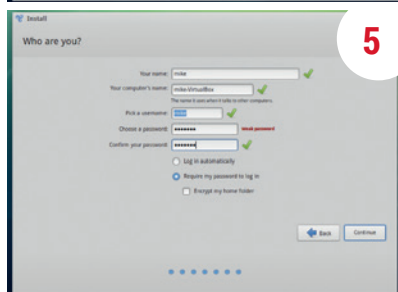 Install
5
Who are you?
Your name: mike
Your computer's name: mike-VirtualBox
The name it uses when it talks to other computers.
Pick a username: mike
Choose a password: ••••••• Weak password
Confirm your password: •••••••
Log in automatically
Require my password to log in
Encrypt my home folder
Back Continue